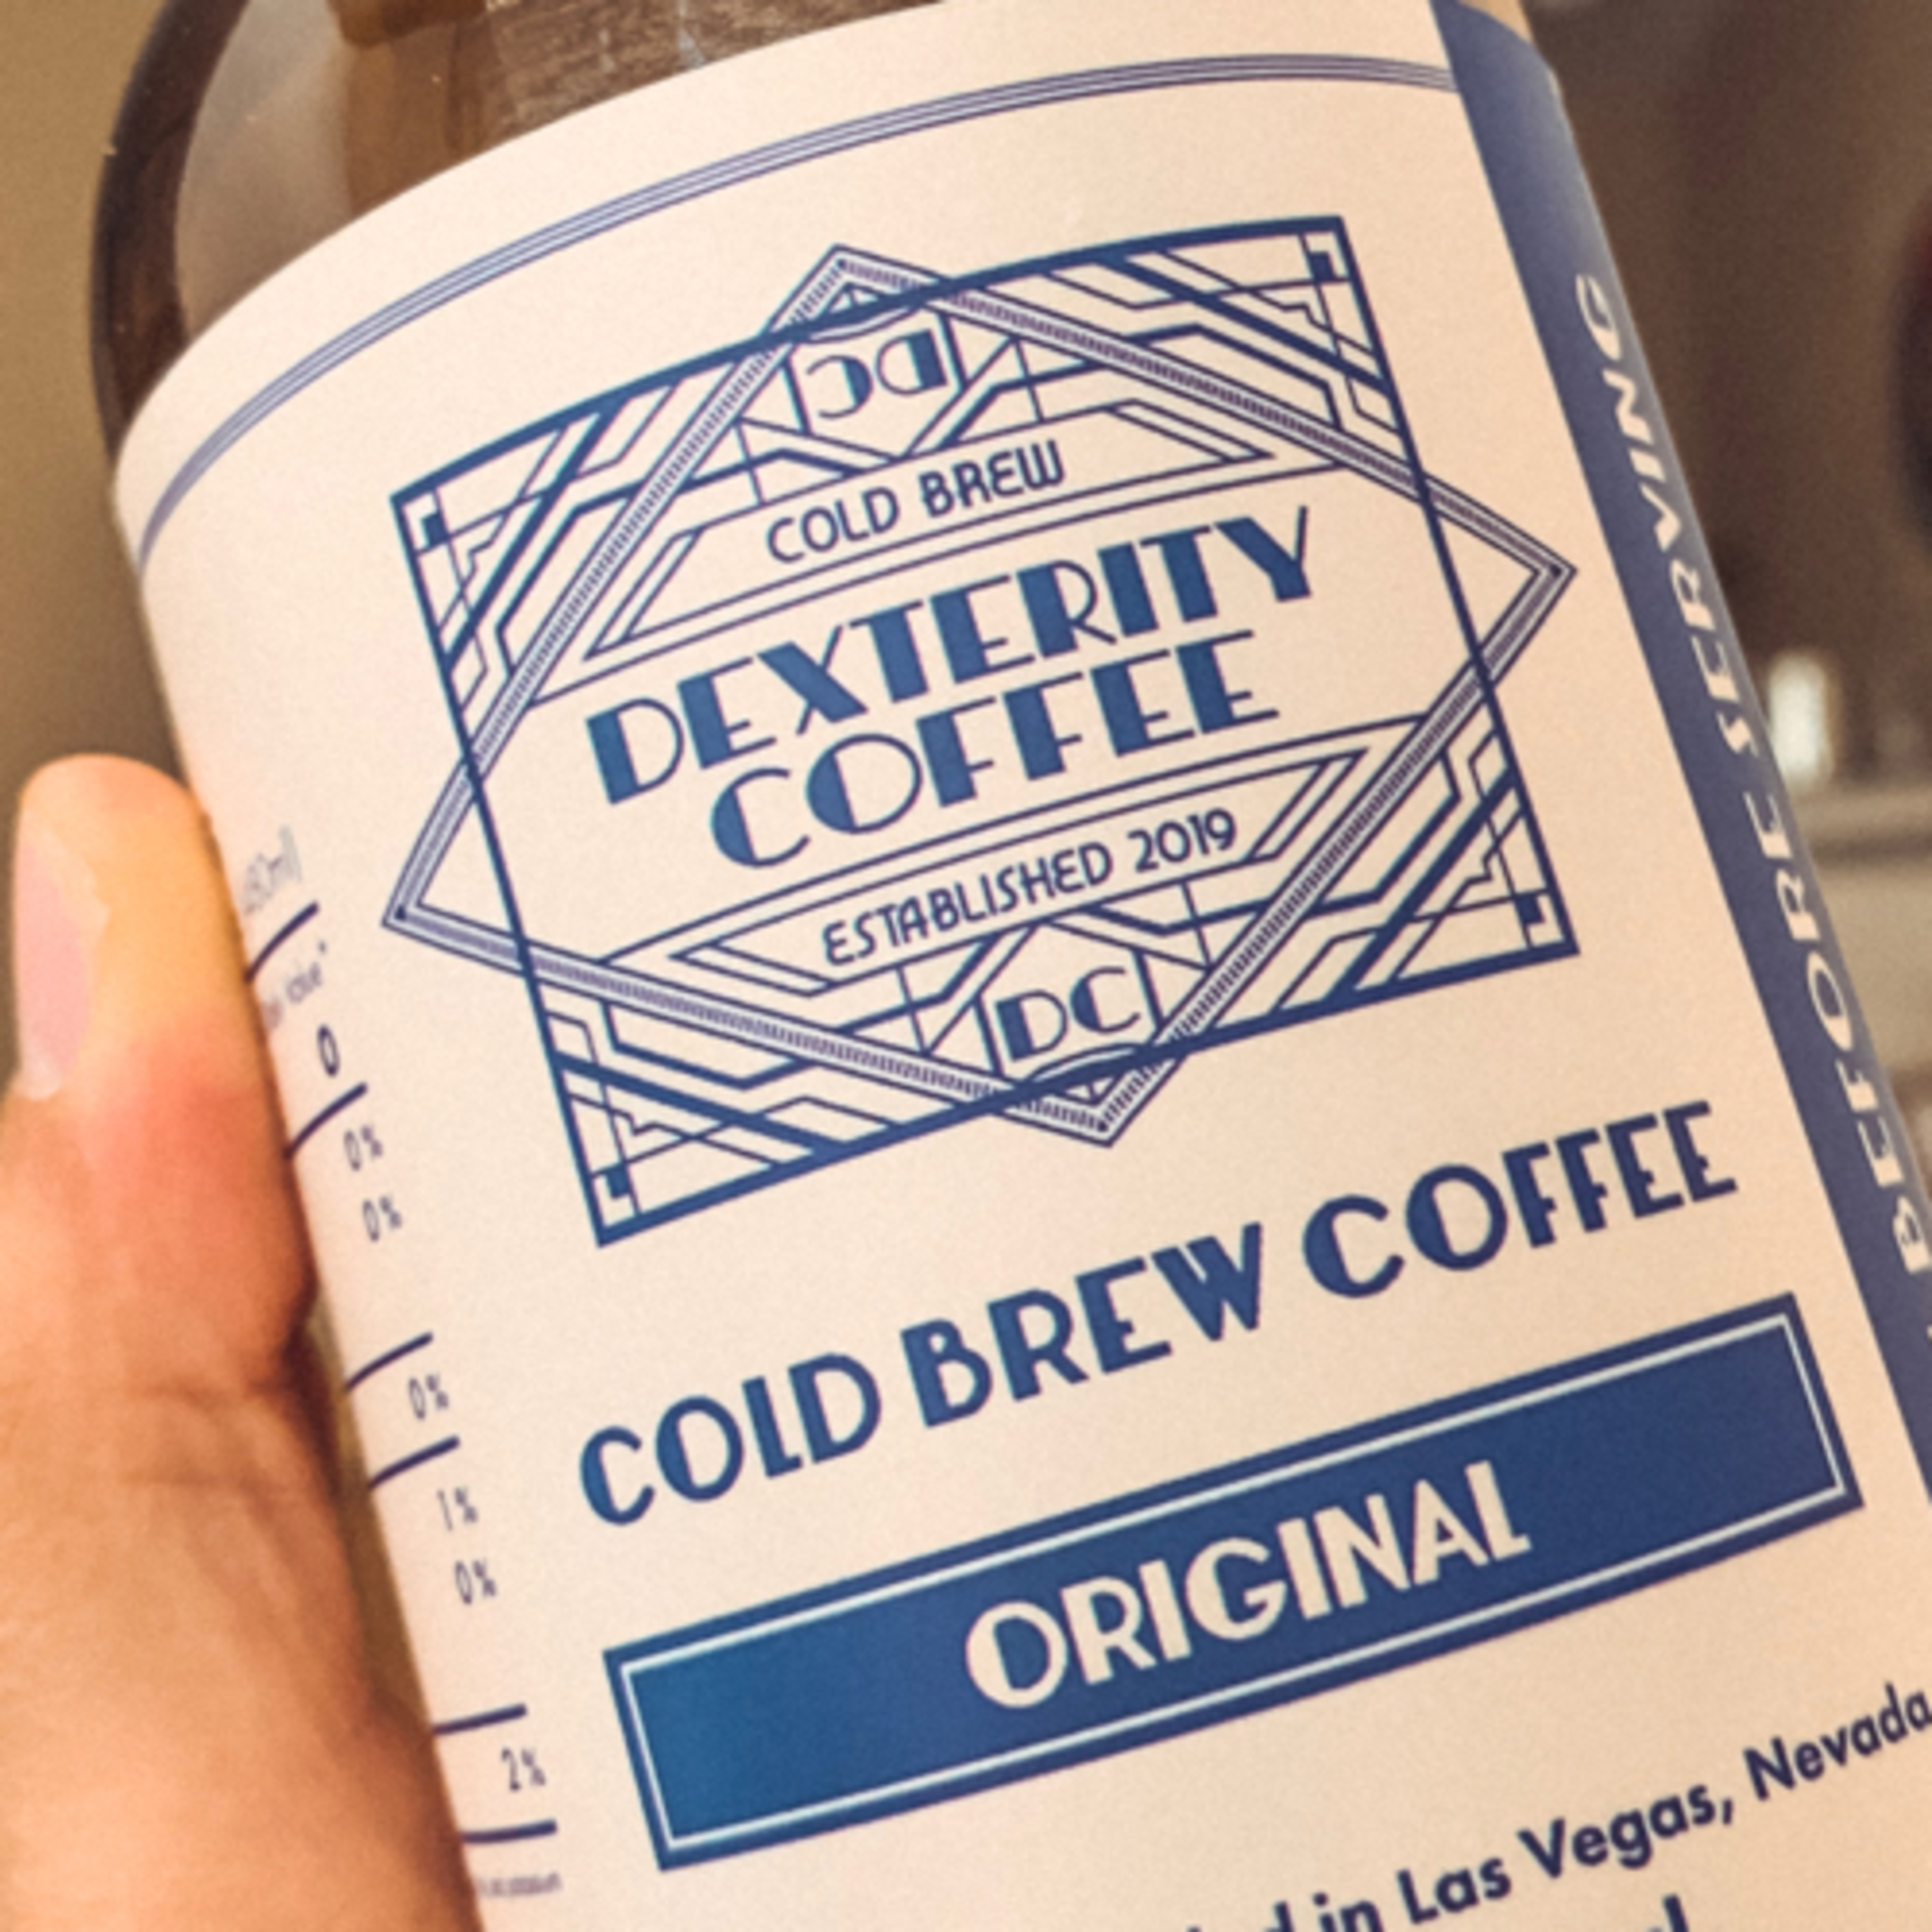 DC
COLD BREW
DEXTERITY
COFFEE
ESTABLISHED 2019
DC
COLD BREW COFFEE
ORIGINAL
in Las Vegas, Nevada
BEFORE SERVING
0
0%
0%
0%
1%
0%
2%